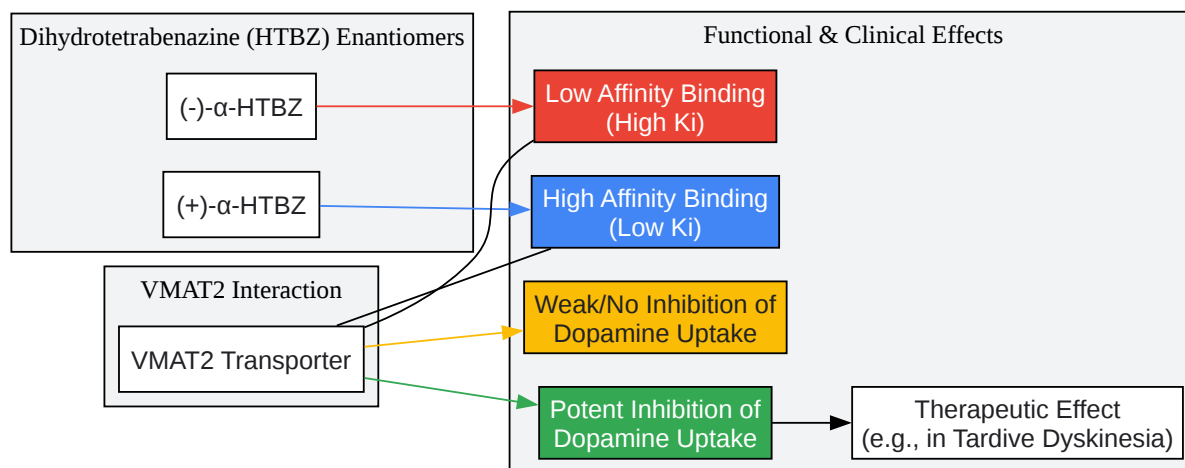 Dihydrotetrabenazine (HTBZ) Enantiomers
(-)-α-HTBZ
(+)-α-HTBZ
VMAT2 Interaction
VMAT2 Transporter
Functional & Clinical Effects
Low Affinity Binding
(High Ki)
High Affinity Binding
(Low Ki)
Weak/No Inhibition of
Dopamine Uptake
Potent Inhibition of
Dopamine Uptake
Therapeutic Effect
(e.g., in Tardive Dyskinesia)